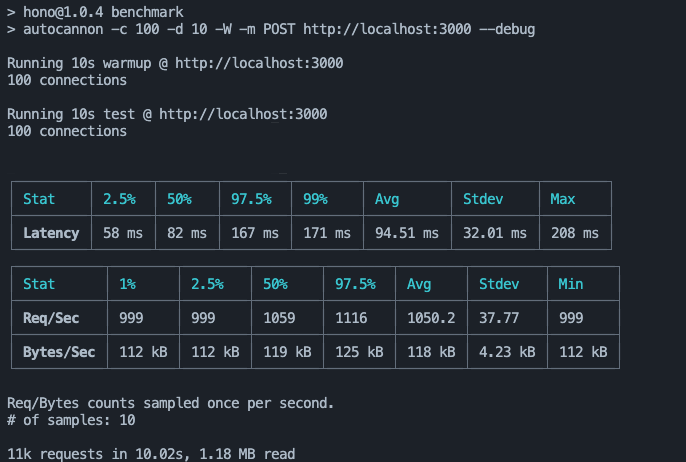 > hono@1.0.4 benchmark
> autocannon -c 100 -d 10 -W -m POST http://localhost:3000 --debug
Running 10s warmup @ http://localhost:3000
100 connections
Running 10s test @ http://localhost:3000
100 connections
Stat 2.5% 50% 97.5% 99% Avg Stdev Max
Latency 58 ms 82 ms 167 ms 171 ms 94.51 ms 32.01 ms 208 ms
Stat 1% 2.5% 50% 97.5% Avg Stdev Min
Req/Sec 999 999 1059 1116 1050.2 37.77 999
Bytes/Sec 112 kB 112 kB 119 kB 125 kB 118 kB 4.23 kB 112 kB
Req/Bytes counts sampled once per second.
# of samples: 10
11k requests in 10.02s, 1.18 MB read